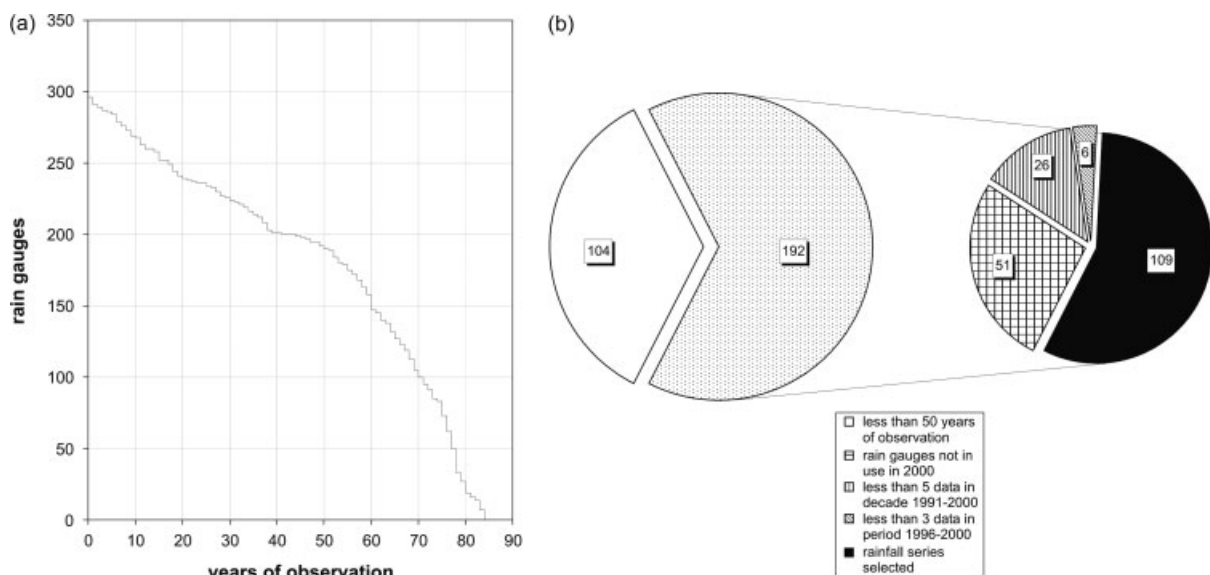 (a)
350
300
250
200
150
100
50
0
rain gauges
0 10 20 30 40 50 60 70 80 90
years of observation
(b)
104
192
26
6
51
109
less than 50 years
of observation
rain gauges not in
use in 2000
less than 5 data in
decade 1991-2000
less than 3 data in
period 1996-2000
rainfall series
selected